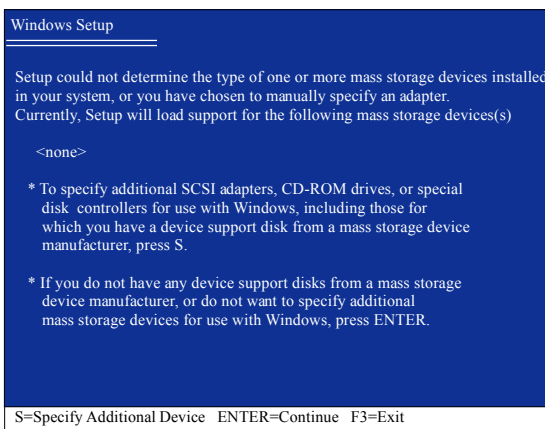 Windows Setup
Setup could not determine the type of one or more mass storage devices installed
in your system, or you have chosen to manually specify an adapter.
Currently, Setup will load support for the following mass storage devices(s)
<none>
* To specify additional SCSI adapters, CD-ROM drives, or special
disk controllers for use with Windows, including those for
which you have a device support disk from a mass storage device
manufacturer, press S.
* If you do not have any device support disks from a mass storage
device manufacturer, or do not want to specify additional
mass storage devices for use with Windows, press ENTER.
S=Specify Additional Device ENTER=Continue F3=Exit